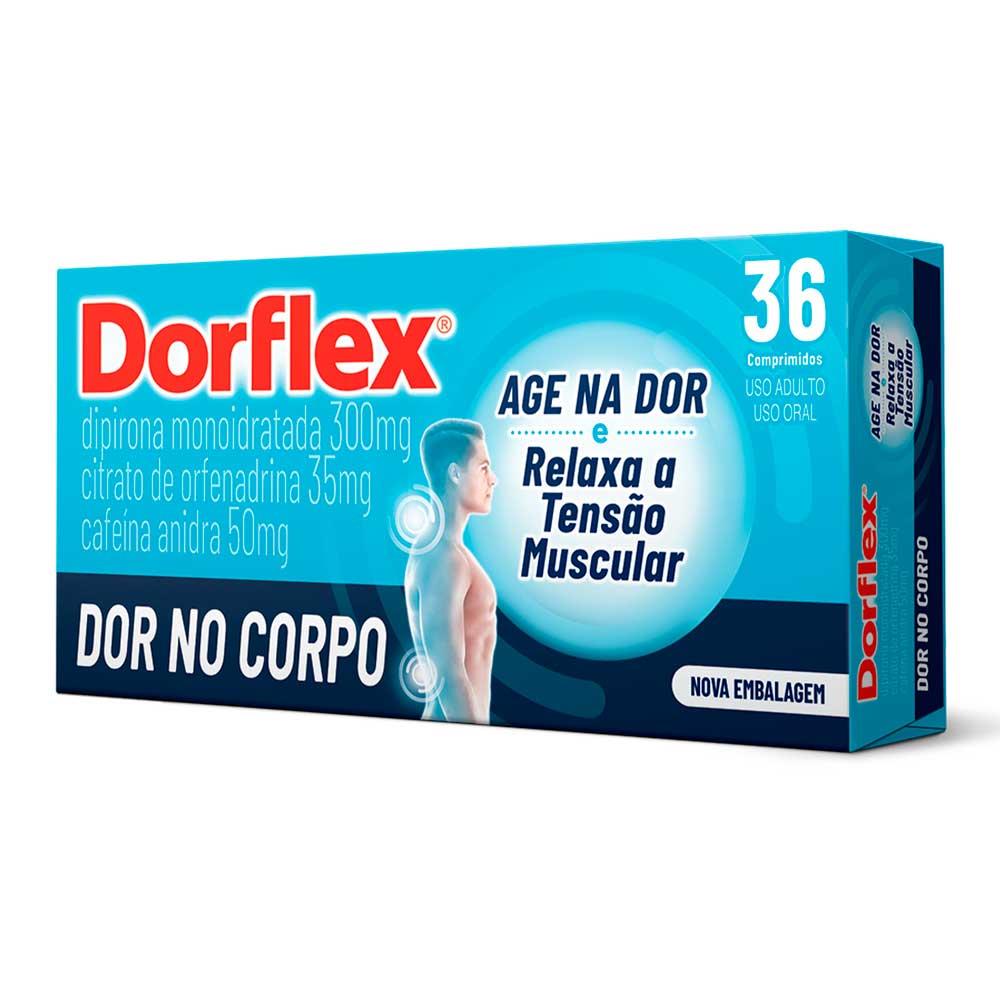 Dorflex®
dipirona monoidratada 300mg
citrato de orfenadrina 35mg
cafeína anidra 50mg
DOR NO CORPO
AGE NA DOR
e
Relaxa a
Tensão
Muscular
36
Comprimidos
USO ADULTO
USO ORAL
NOVA EMBALAGEM
AGE NA DOR
e
Relaxa a
Tensão
Muscular
Dorflex®
DOR NO CORPO